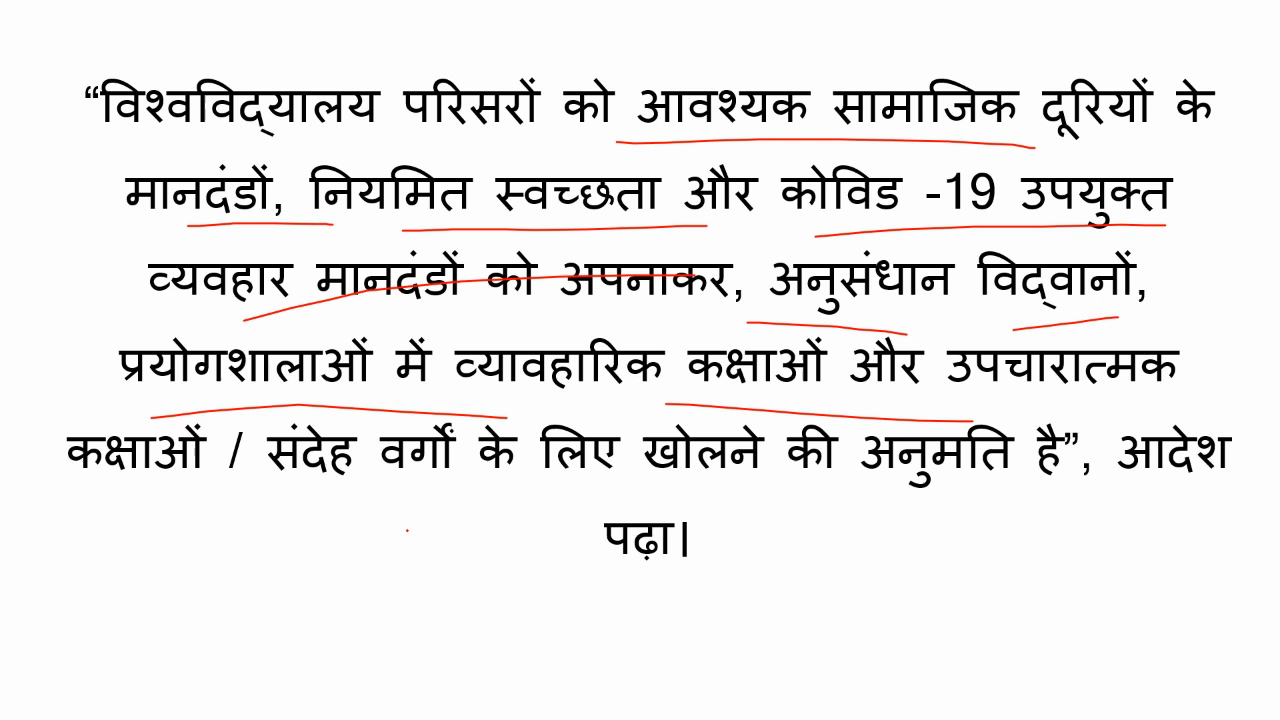 “विश्वविद्यालय परिसरों को आवश्यक सामाजिक दूरियों के
मानदंडों, नियमित स्वच्छता और कोविड -19 उपयुक्त
व्यवहार मानदंडों को अपनाकर, अनुसंधान विद्वानों,
प्रयोगशालाओं में व्यावहारिक कक्षाओं और उपचारात्मक
कक्षाओं / संदेह वर्गों के लिए खोलने की अनुमति है”, आदेश
पढ़ा।